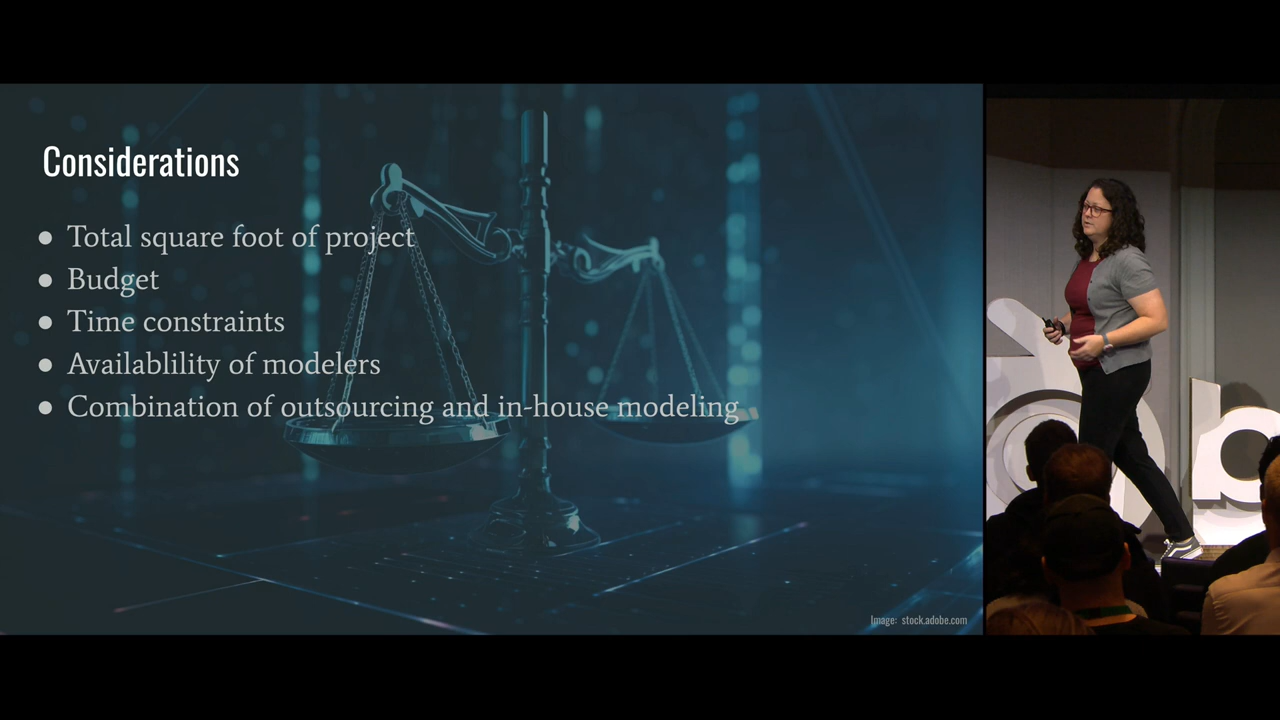 Considerations
● Total square foot of project
● Budget
● Time constraints
● Availablility of modelers
● Combination of outsourcing and in-house modeling
Image: stock.adobe.com
b